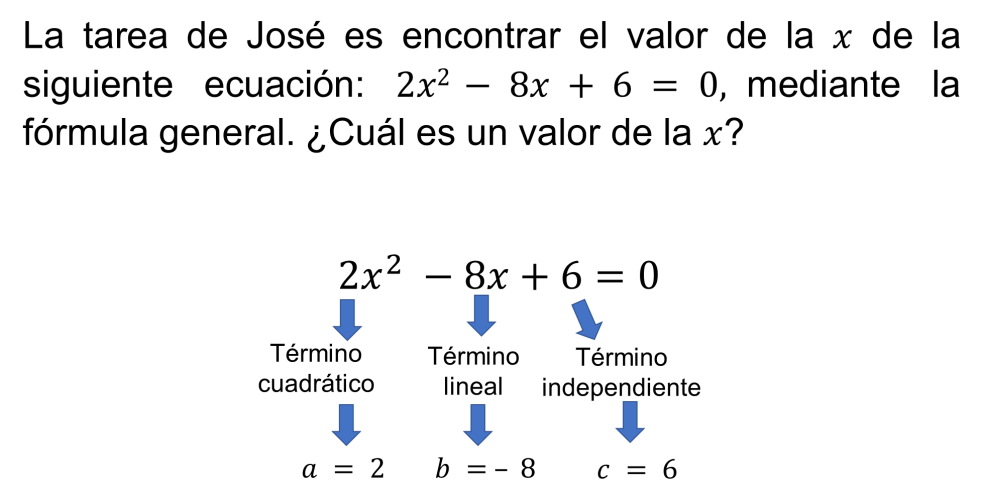 La tarea de José es encontrar el valor de la x de la
siguiente ecuación: 2x² − 8x + 6 = 0, mediante la
fórmula general. ¿Cuál es un valor de la x?
2x² − 8x + 6 = 0
Término cuadrático
Término lineal
Término independiente
a = 2 b = – 8 c = 6